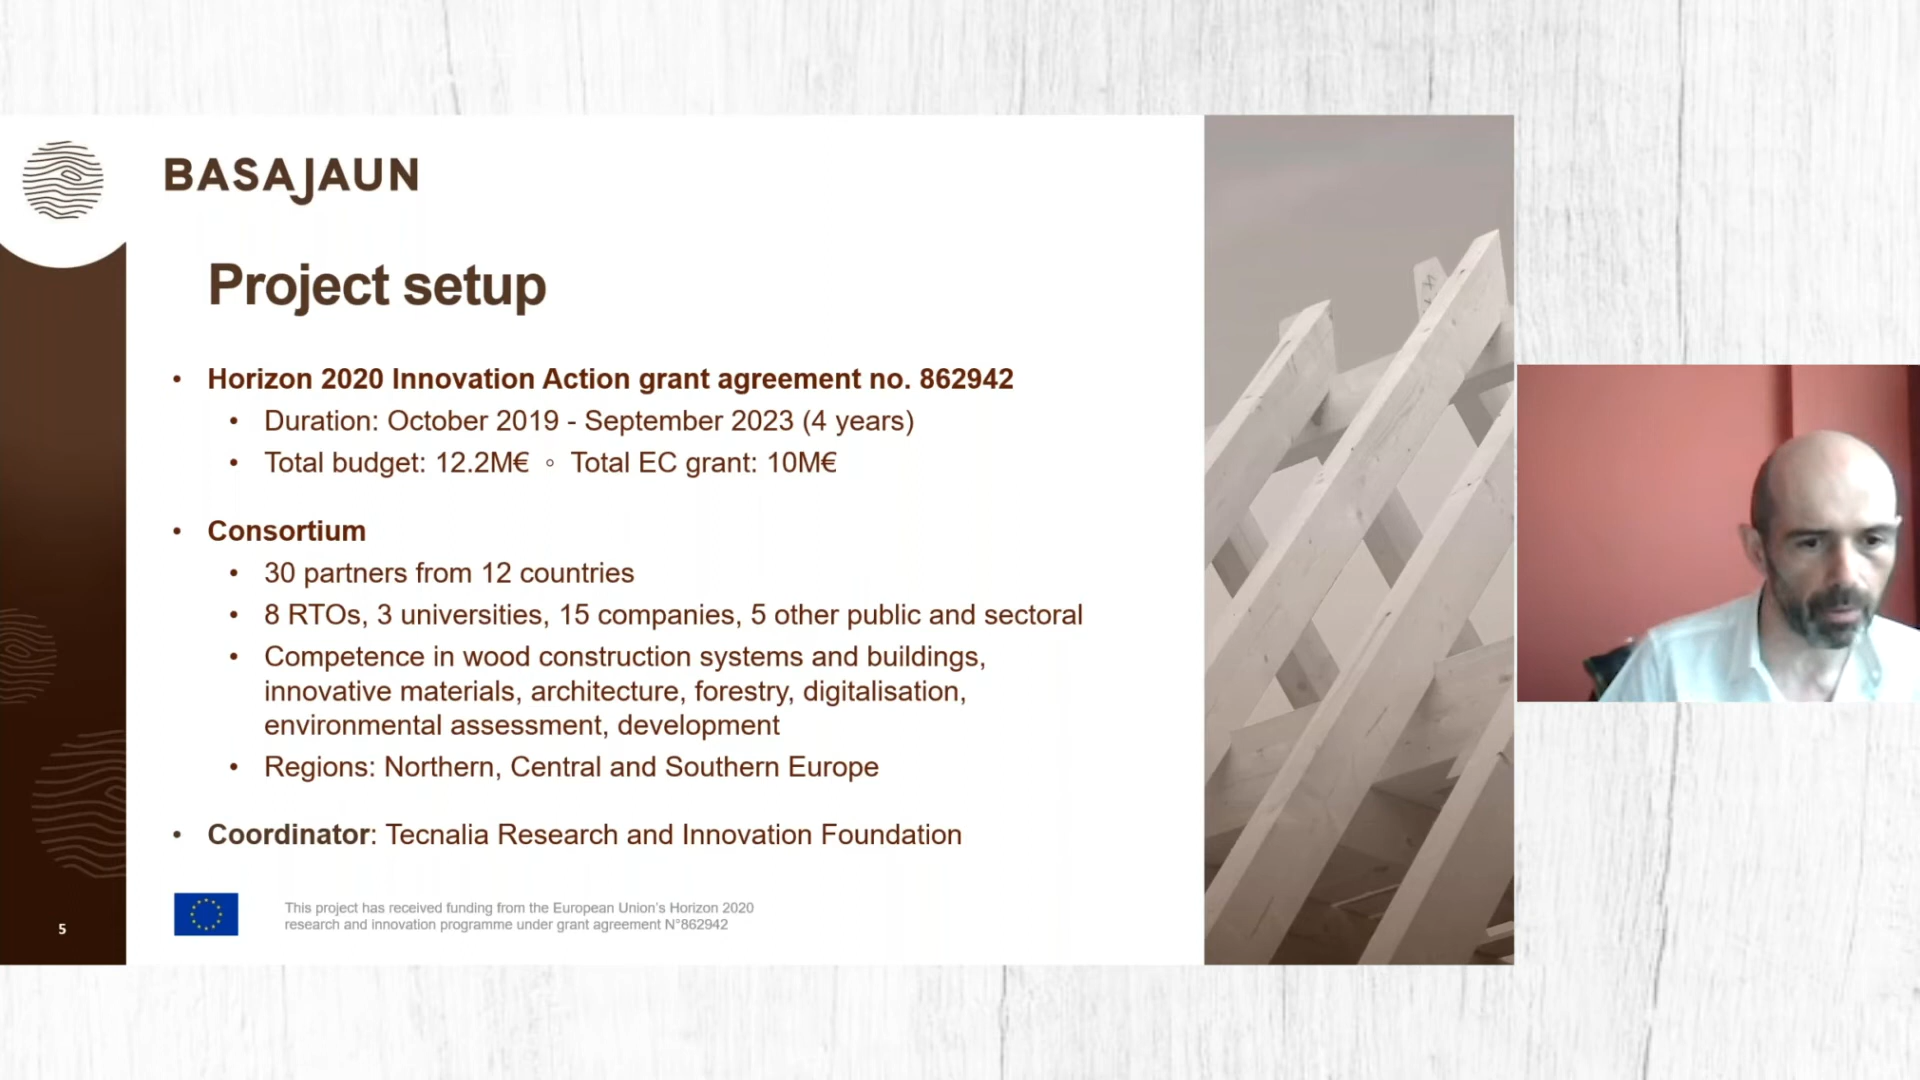 BASAJAUN
Project setup
• Horizon 2020 Innovation Action grant agreement no. 862942
• Duration: October 2019 - September 2023 (4 years)
• Total budget: 12.2M€ ◦ Total EC grant: 10M€
• Consortium
• 30 partners from 12 countries
• 8 RTOs, 3 universities, 15 companies, 5 other public and sectoral
• Competence in wood construction systems and buildings,
innovative materials, architecture, forestry, digitalisation,
environmental assessment, development
• Regions: Northern, Central and Southern Europe
• Coordinator: Tecnalia Research and Innovation Foundation
This project has received funding from the European Union's Horizon 2020
research and innovation programme under grant agreement N°862942
5